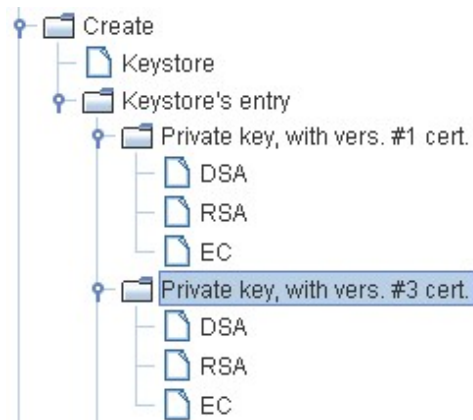 Create
Keystore
Keystore's entry
Private key, with vers. #1 cert.
DSA
RSA
EC
Private key, with vers. #3 cert.
DSA
RSA
EC